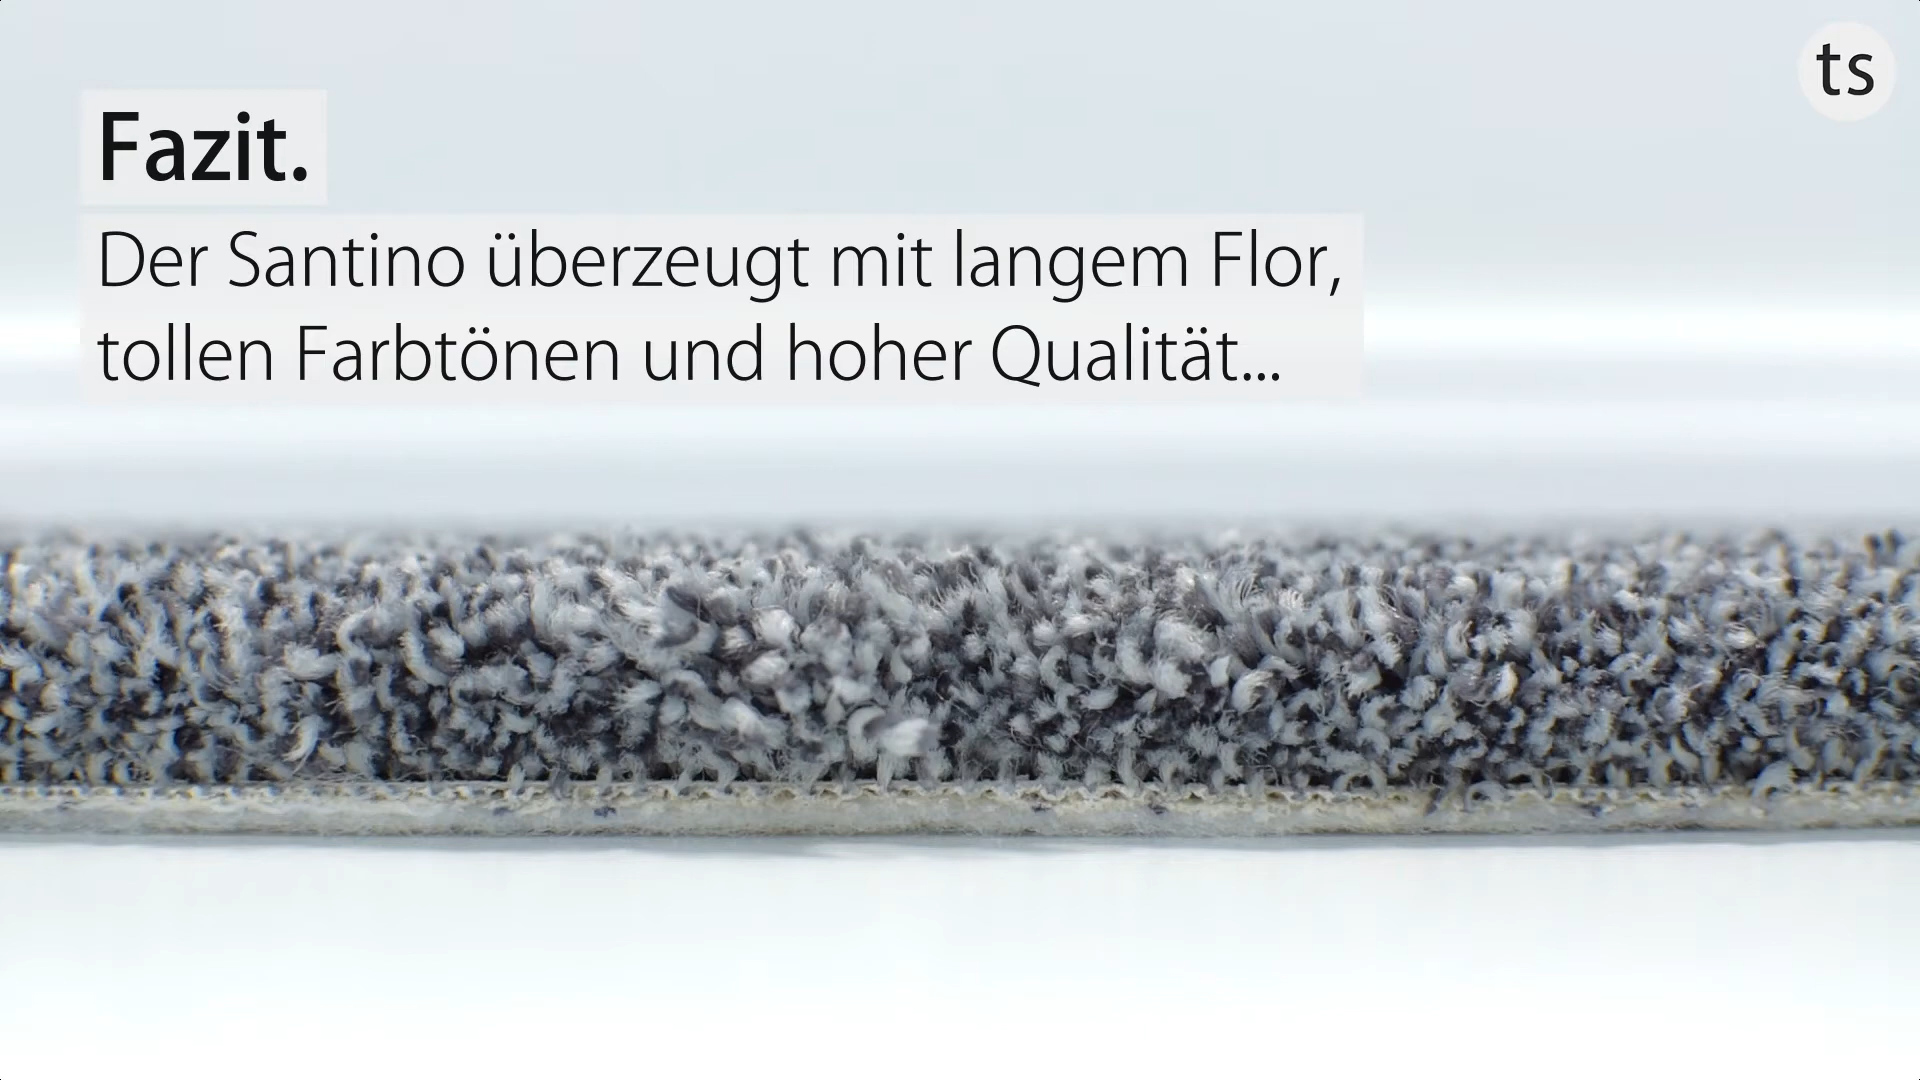 ts
Fazit.
Der Santino überzeugt mit langem Flor,
tollen Farbtönen und hoher Qualität...